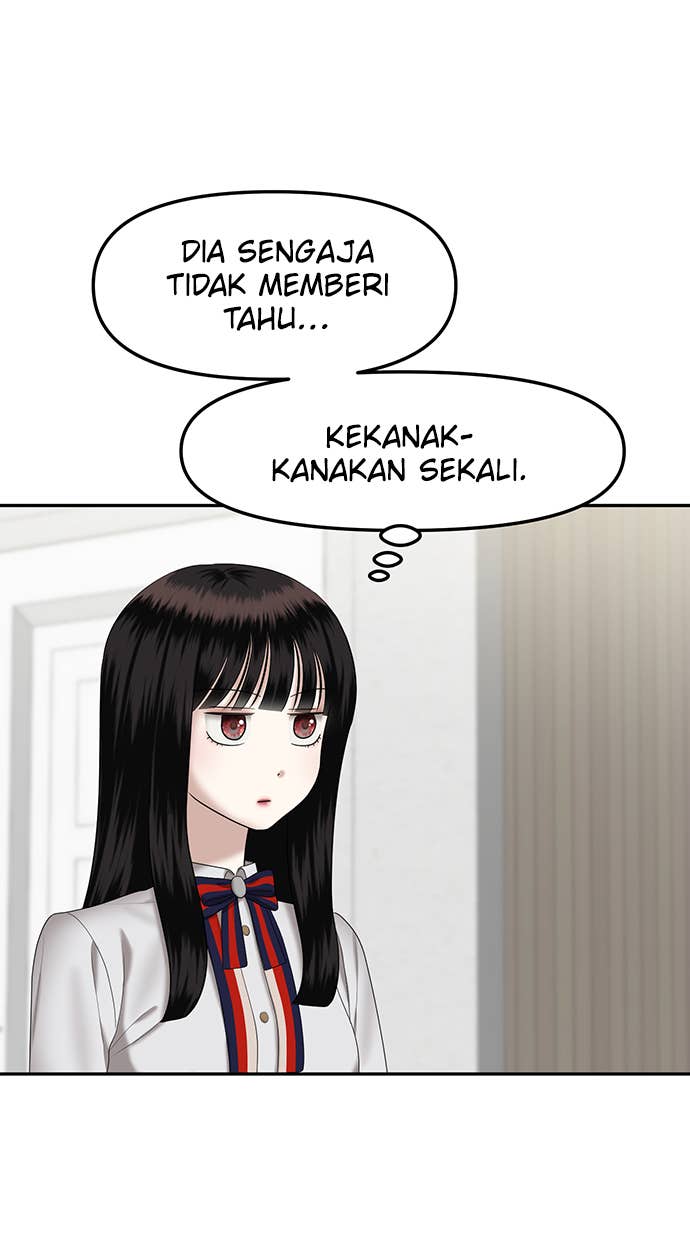 DIA SENGAJA
TIDAK MEMBERI
TAHU...
KEKANAK-
KANAKAN SEKALI.